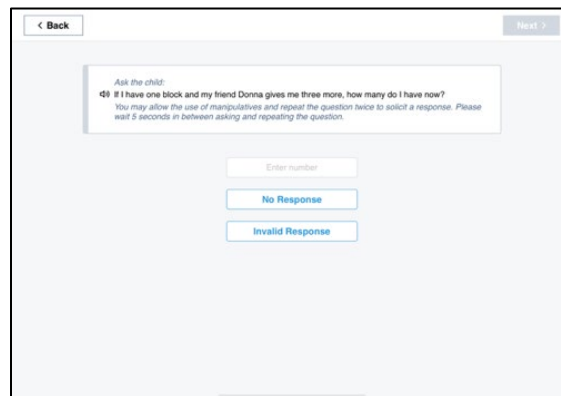 < Back
Next >
Ask the child:
If I have one block and my friend Donna gives me three more, how many do I have now?
You may allow the use of manipulatives and repeat the question twice to solicit a response. Please
wait 5 seconds in between asking and repeating the question.
Enter number
No Response
Invalid Response